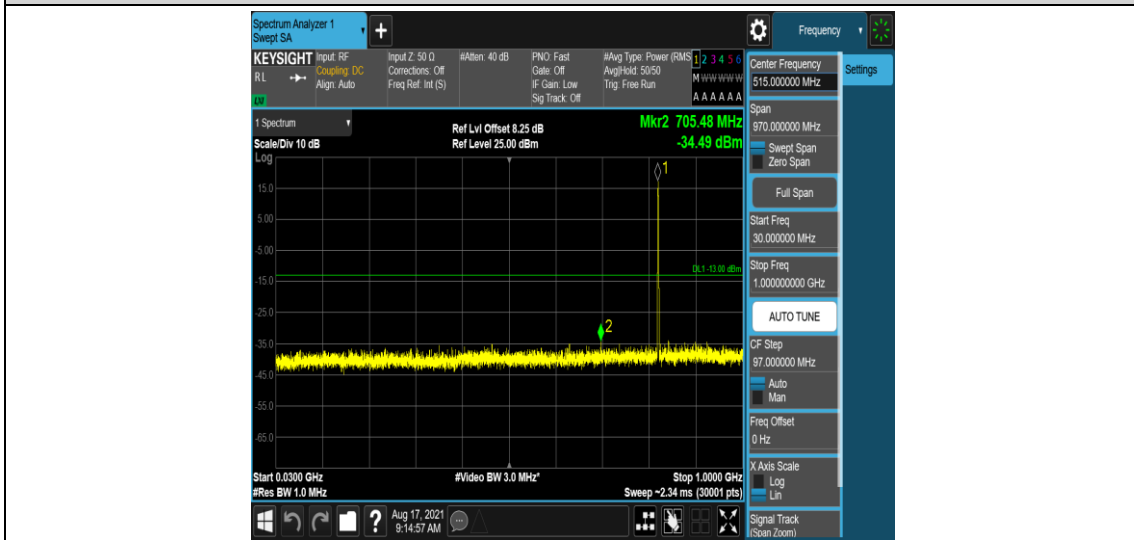 Spectrum Analyzer 1
Swept SA
+
Frequency
KEYSIGHT
RL
LXI
Input: RF
Coupling: DC
Align: Auto
Input Z: 50 Ω
Corrections: Off
Freq Ref: Int (S)
#Atten: 40 dB
PNO: Fast
Gate: Off
IF Gain: Low
Sig Track: Off
#Avg Type: Power (RMS
Avg|Hold: 50/50
Trig: Free Run
1 2 3 4 5 6
M W W W W W
A A A A A A
1 Spectrum
Scale/Div 10 dB
Log
Ref Lvl Offset 8.25 dB
Ref Level 25.00 dBm
Mkr2 705.48 MHz
-34.49 dBm
1
15.0
5.00
-5.00
DL1 -13.00 dBm
-15.0
-25.0
2
-35.0
-45.0
-55.0
-65.0
Start 0.0300 GHz
#Res BW 1.0 MHz
#Video BW 3.0 MHz*
Stop 1.0000 GHz
Sweep ~2.34 ms (30001 pts)
Center Frequency
515.000000 MHz
Settings
Span
970.000000 MHz
Swept Span
Zero Span
Full Span
Start Freq
30.000000 MHz
Stop Freq
1.000000000 GHz
AUTO TUNE
CF Step
97.000000 MHz
Auto
Man
Freq Offset
0 Hz
X Axis Scale
Log
Lin
Signal Track
(Span Zoom)
?
Aug 17, 2021
9:14:57 AM